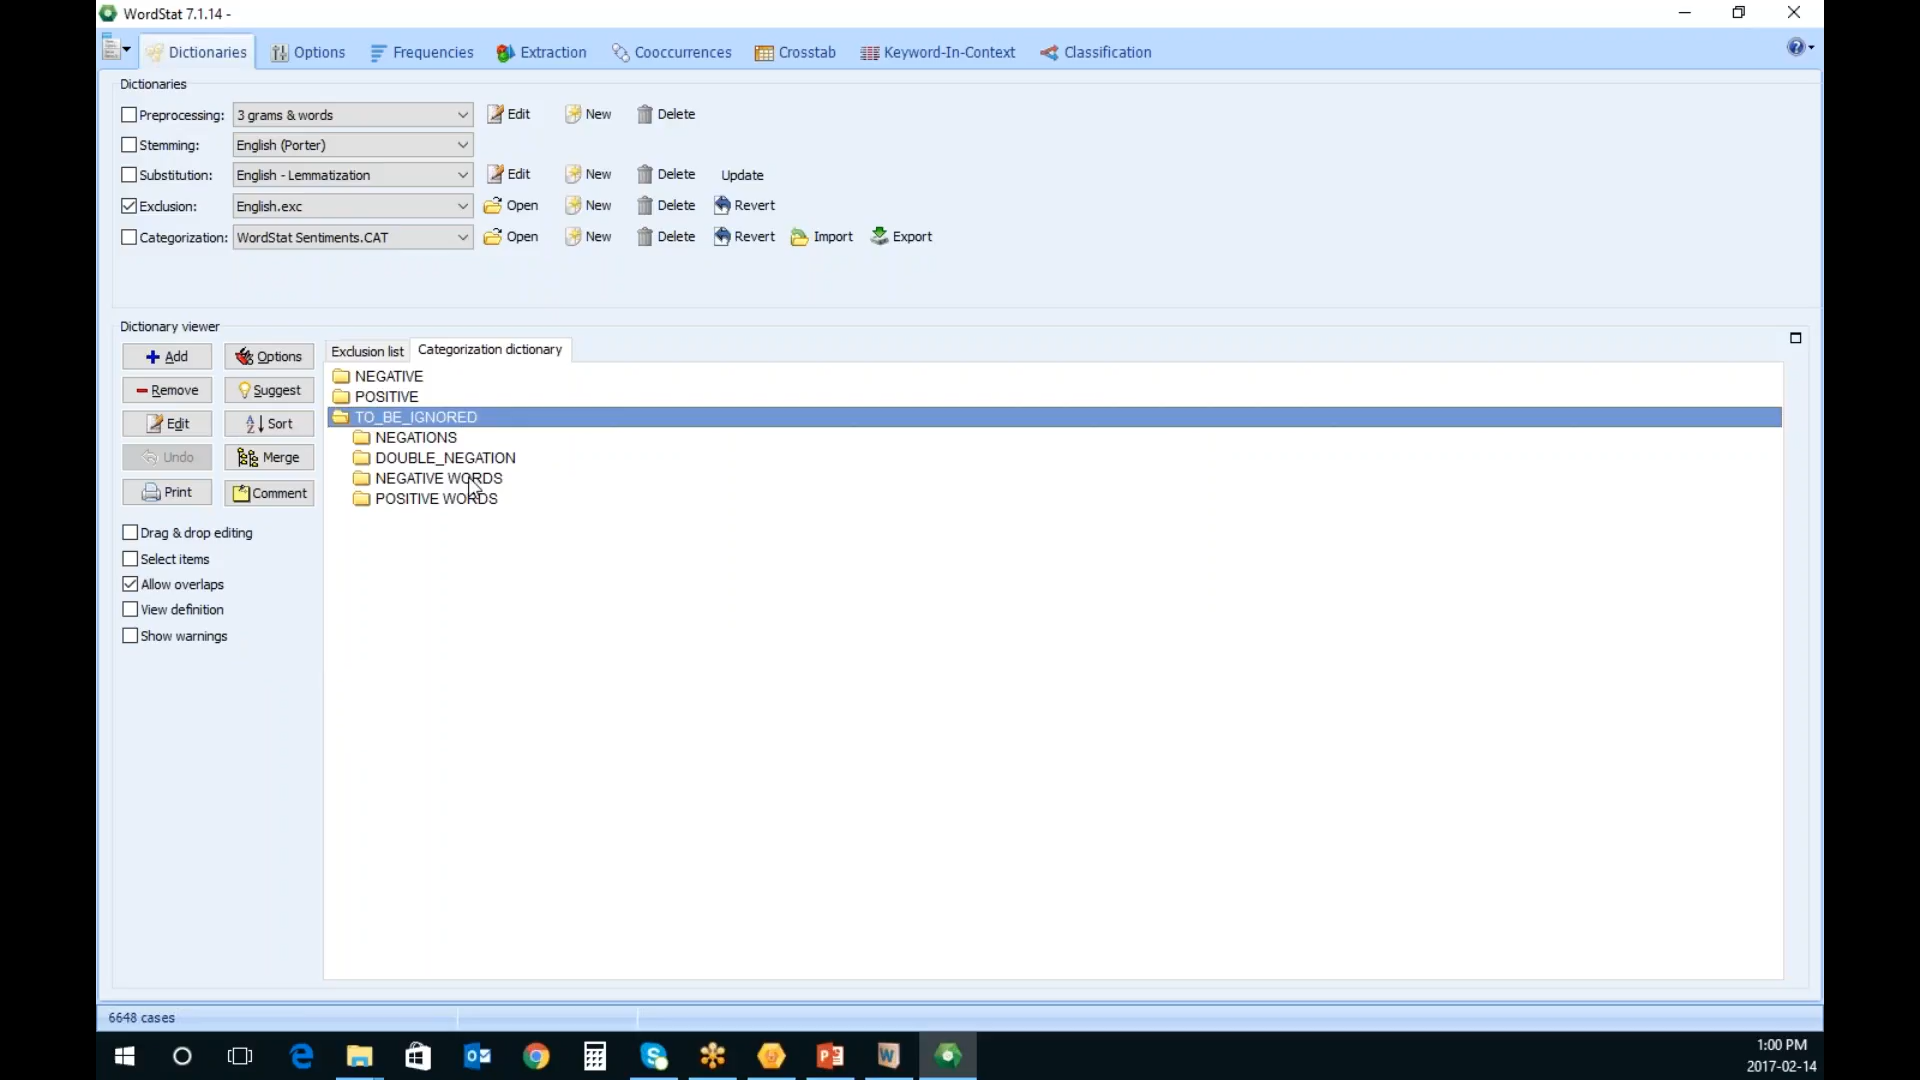 WordStat 7.1.14 -
Dictionaries Options Frequencies Extraction Cooccurrences Crosstab Keyword-In-Context Classification
Dictionaries
Preprocessing: 3 grams & words Edit New Delete
Stemming: English (Porter)
Substitution: English - Lemmatization Edit New Delete Update
Exclusion: English.exc Open New Delete Revert
Categorization: WordStat Sentiments.CAT Open New Delete Revert Import Export
Dictionary viewer
Add Options Exclusion list Categorization dictionary
NEGATIVE
Remove Suggest POSITIVE
Edit Sort TO_BE_IGNORED
NEGATIONS
Undo Merge DOUBLE_NEGATION
NEGATIVE WORDS
Print Comment POSITIVE WORDS
Drag & drop editing
Select items
Allow overlaps
View definition
Show warnings
6648 cases
1:00 PM
2017-02-14